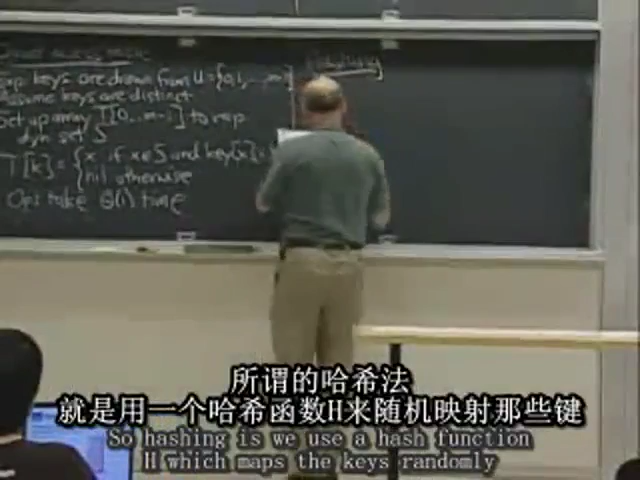 keys are drawn from U = {0,1,...,m-1}
Assume keys are distinct.
Set up array T[0...m-1] to rep
dyn set S
T[k] = { x if x∈S and key[x]=
nil otherwise
Ops take Θ(1) time
所谓的哈希法
就是用一个哈希函数H来随机映射那些键
So hashing is we use a hash function
H which maps the keys randomly